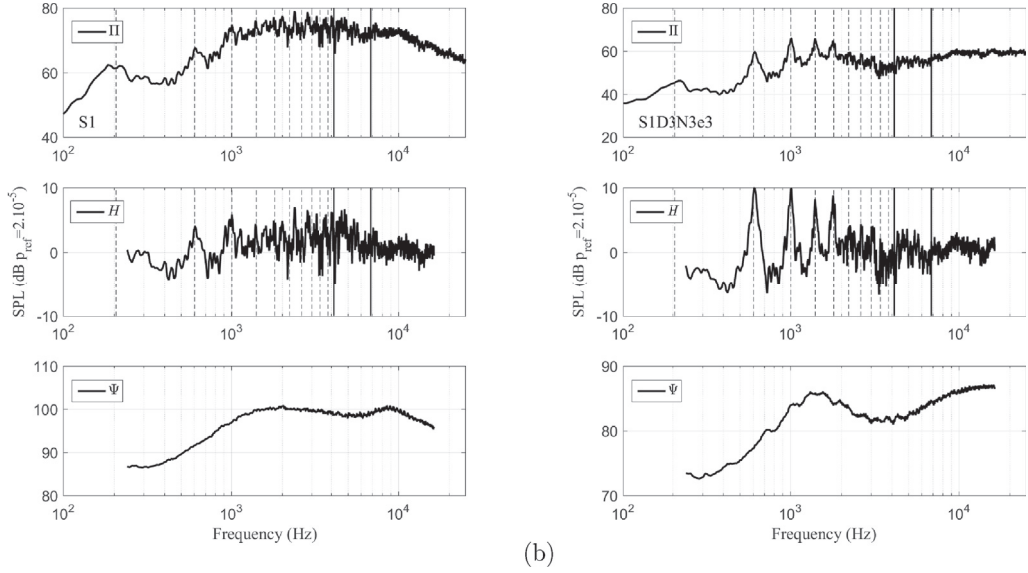 80
60
40
Π
S1
10²
10³
10⁴
10
0
-10
H
SPL (dB p_ref=2.10⁻⁵)
10²
10³
10⁴
110
100
90
80
Ψ
10²
10³
10⁴
Frequency (Hz)
80
60
40
20
Π
S1D3N3e3
10²
10³
10⁴
10
0
-10
H
SPL (dB p_ref=2.10⁻⁵)
10²
10³
10⁴
90
80
70
Ψ
10²
10³
10⁴
Frequency (Hz)
(b)